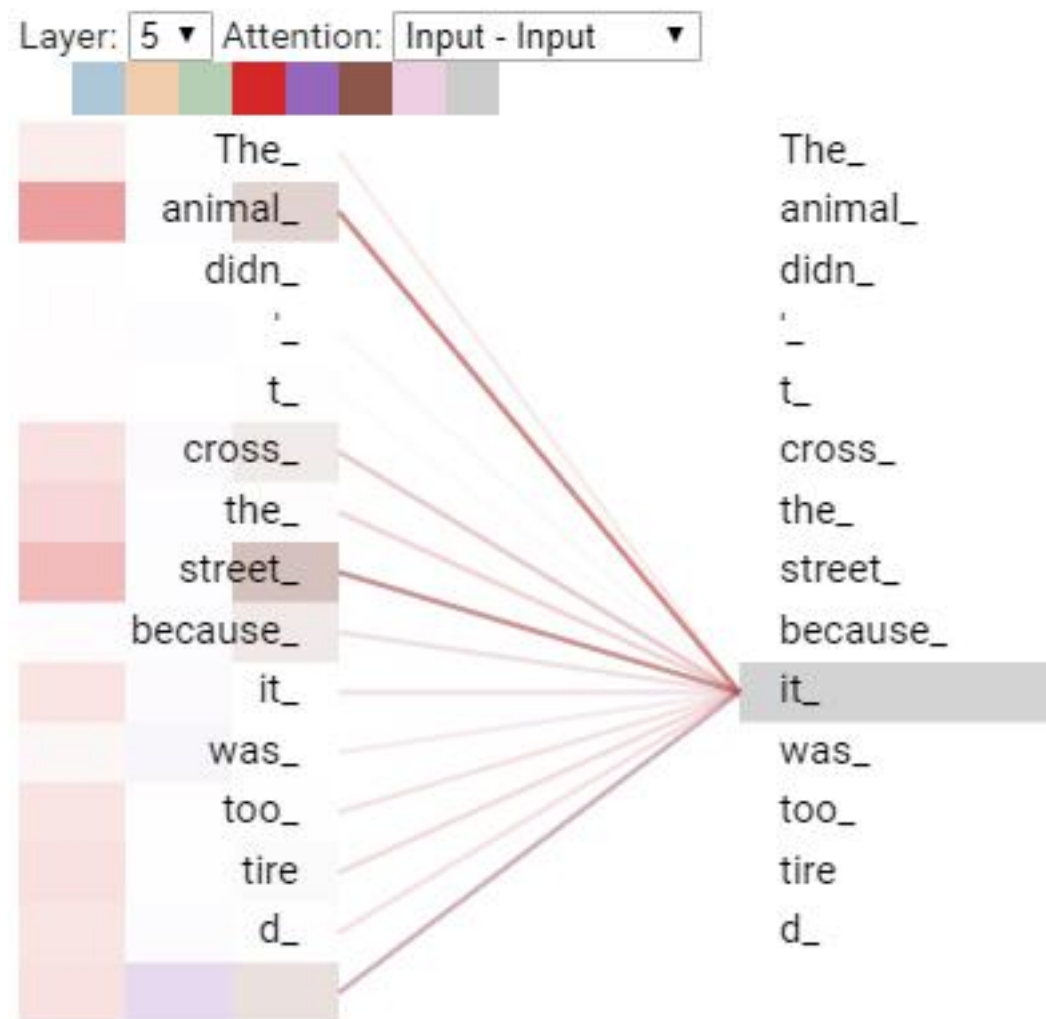 Layer: 5 Attention: Input - Input
The_ The_
animal_ animal_
didn_ didn_
'_ '_
t_ t_
cross_ cross_
the_ the_
street_ street_
because_ because_
it_ it_
was_ was_
too_ too_
tire tire
d_ d_